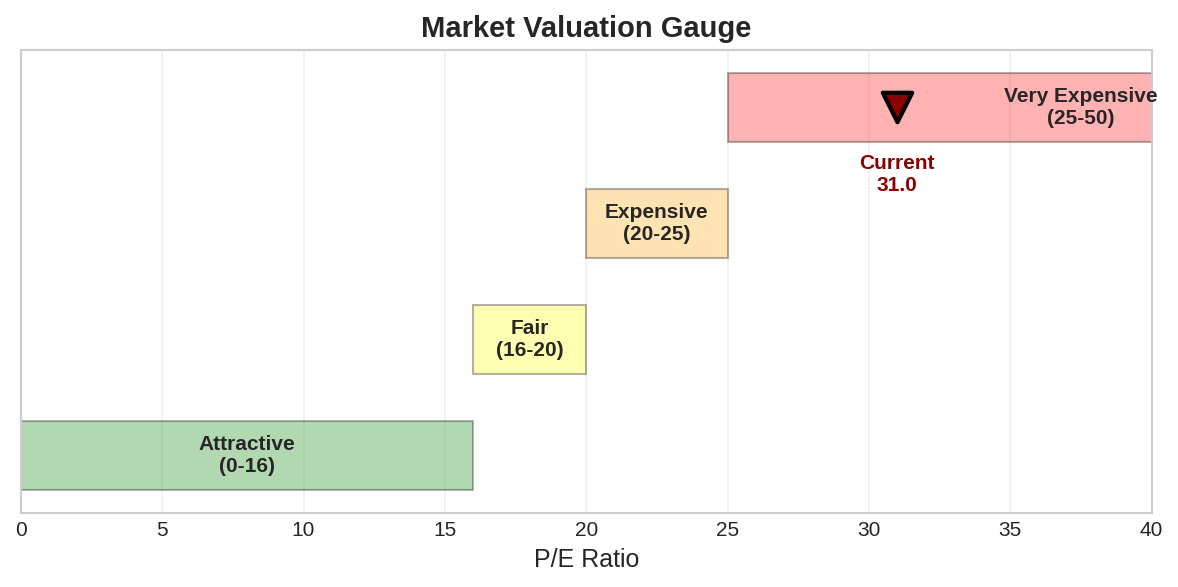 Market Valuation Gauge
Very Expensive
(25-50)
Current
31.0
Expensive
(20-25)
Fair
(16-20)
Attractive
(0-16)
0 5 10 15 20 25 30 35 40
P/E Ratio